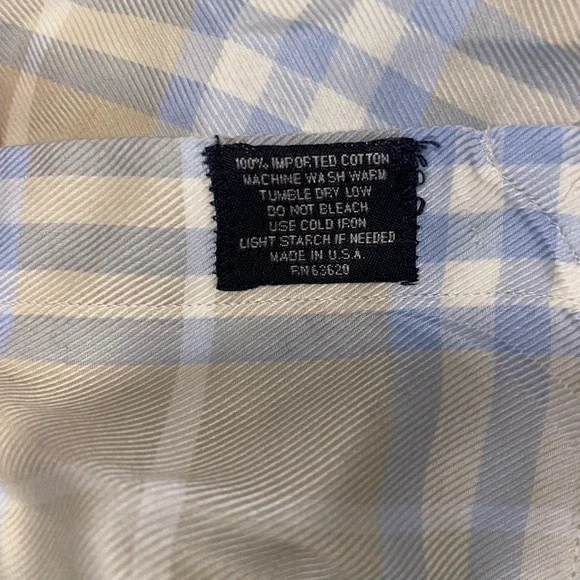 100% IMPORTED COTTON
MACHINE WASH WARM
TUMBLE DRY LOW
DO NOT BLEACH
USE COLD IRON
LIGHT STARCH IF NEEDED
MADE IN U.S.A.
RN 63620